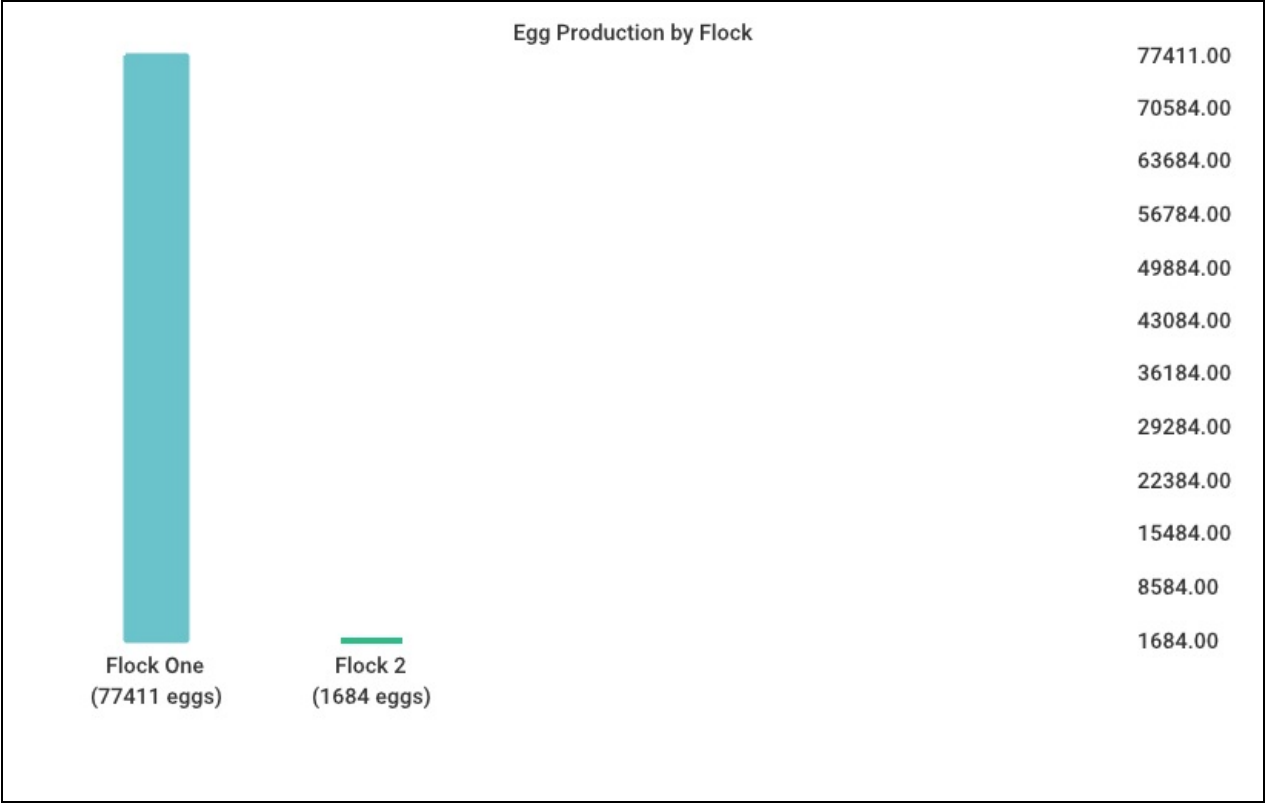 Egg Production by Flock
77411.00
70584.00
63684.00
56784.00
49884.00
43084.00
36184.00
29284.00
22384.00
15484.00
8584.00
1684.00
Flock One
(77411 eggs)
Flock 2
(1684 eggs)